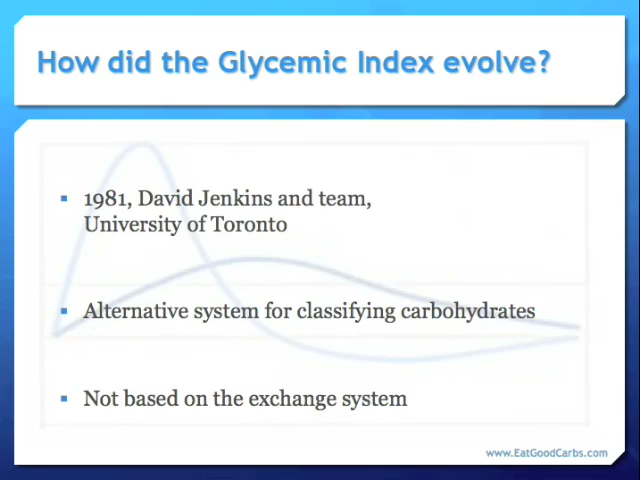 How did the Glycemic Index evolve?
▪ 1981, David Jenkins and team,
University of Toronto
▪ Alternative system for classifying carbohydrates
▪ Not based on the exchange system
www.EatGoodCarbs.com